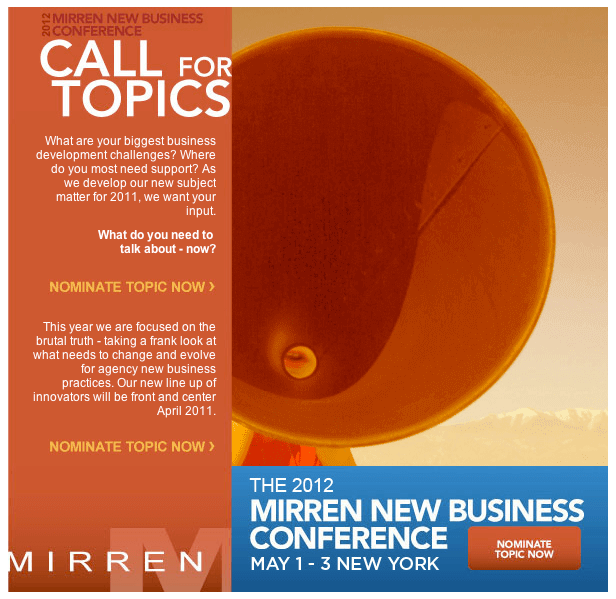 2012 MIRREN NEW BUSINESS
CONFERENCE
CALL FOR
TOPICS
What are your biggest business
development challenges? Where
do you most need support? As
we develop our new subject
matter for 2011, we want your
input.
What do you need to
talk about - now?
NOMINATE TOPIC NOW ›
This year we are focused on the
brutal truth - taking a frank look at
what needs to change and evolve
for agency new business
practices. Our new line up of
innovators will be front and center
April 2011.
NOMINATE TOPIC NOW ›
MIRREN
M
THE 2012
MIRREN NEW BUSINESS
CONFERENCE
MAY 1 - 3 NEW YORK
NOMINATE
TOPIC NOW